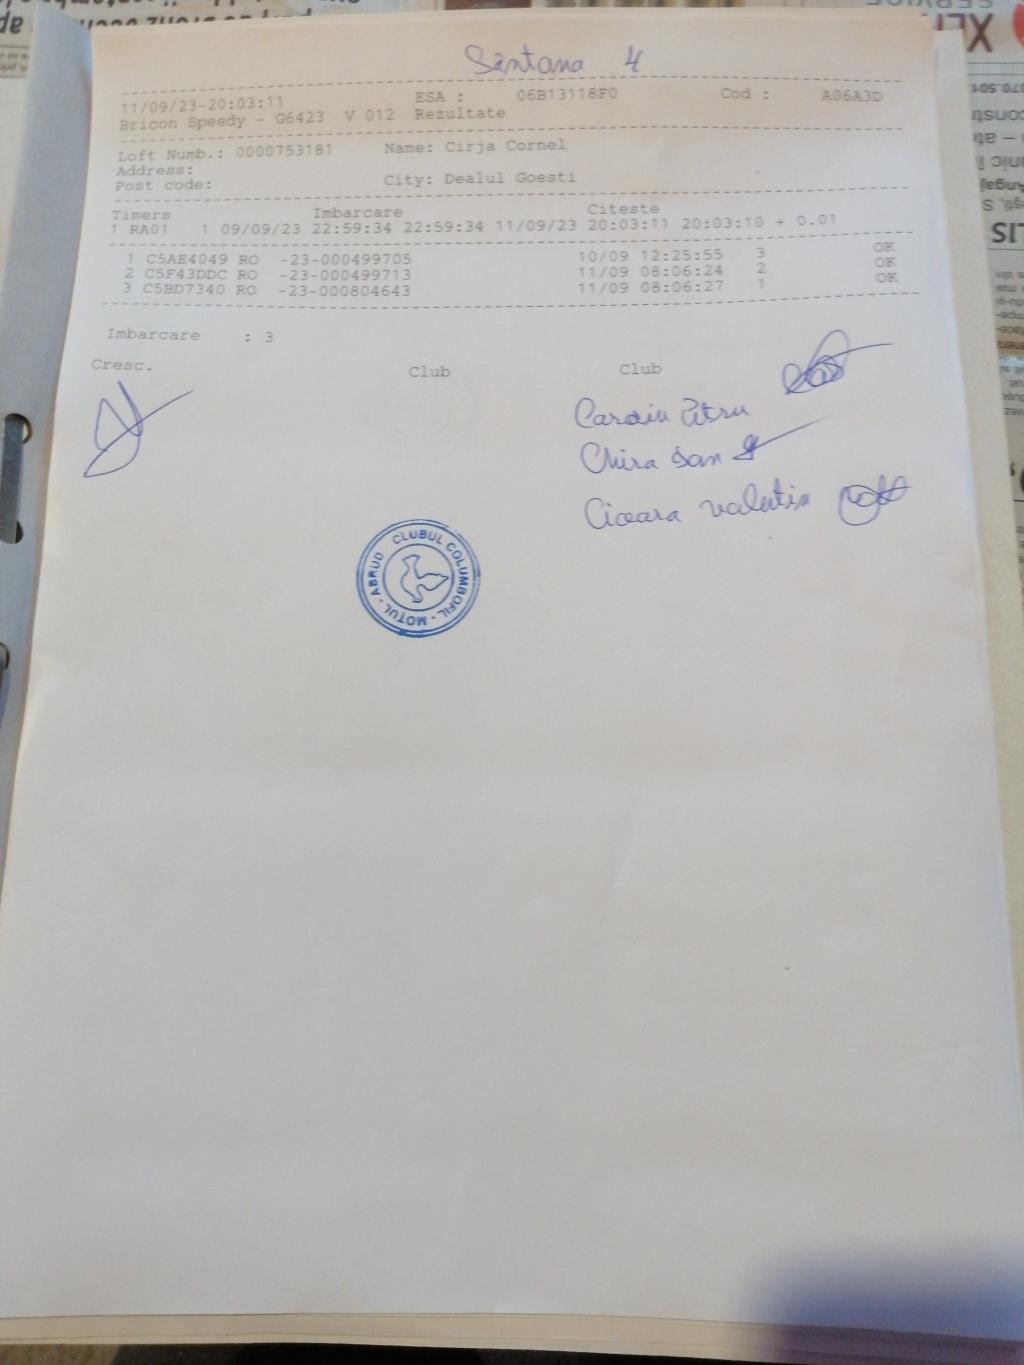 Sântana 4
11/09/23-20:03:11 ESA : 06B13118F0 Cod : A06A3D
Bricon Speedy - G6423 V 012 Rezultate
Loft Numb.: 0000753181 Name: Cirja Cornel
Address:
Post code: City: Dealul Goesti
Timers Imbarcare Citeste
1 RA01 1 09/09/23 22:59:34 22:59:34 11/09/23 20:03:11 20:03:10 + 0.01
1 C5AE4049 RO -23-000499705 10/09 12:25:55 3 OK
2 C5F43DDC RO -23-000499713 11/09 08:06:24 2 OK
3 C5BD7340 RO -23-000804643 11/09 08:06:27 1 OK
Imbarcare : 3
Cresc. Club Club
Petru
Chira Dan
Valentin
CLUBUL COLUMBOFIL - MOȚUL - ABRUD